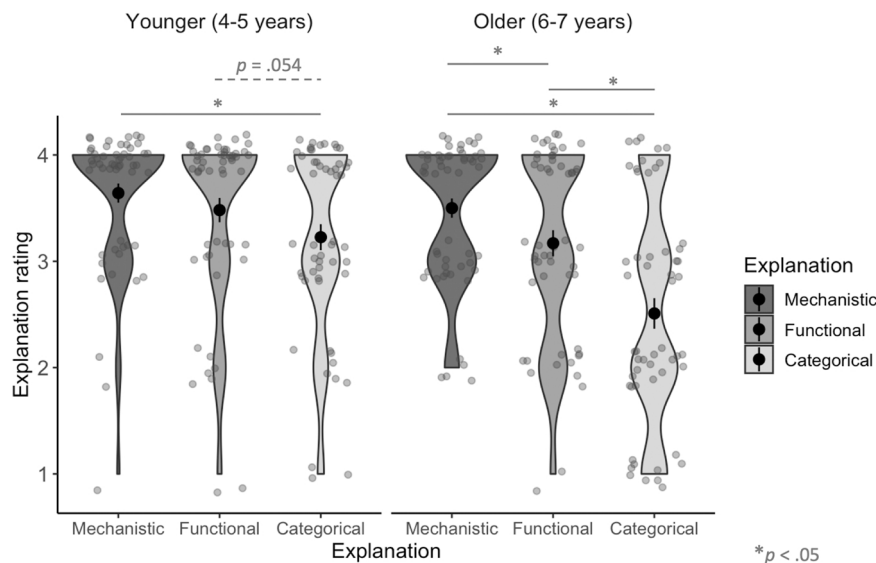 Younger (4-5 years)
Older (6-7 years)
p = .054
*
*
*
*
Explanation rating
4
3
2
1
Mechanistic
Functional
Categorical
Mechanistic
Functional
Categorical
Explanation
Explanation
Mechanistic
Functional
Categorical
*p < .05